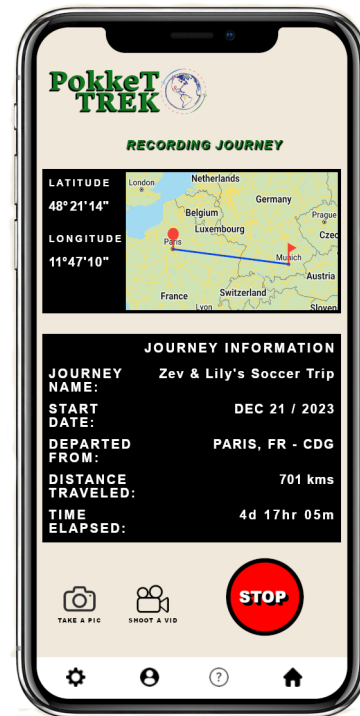 PokkeT
TREK
RECORDING JOURNEY
LATITUDE
48° 21' 14"
LONGITUDE
11°47'10"
London
Netherlands
Germany
Belgium
Prague
Luxembourg
Paris
Czec
Munich
Austria
Switzerland
France
Lyon
Sloven
JOURNEY INFORMATION
JOURNEY NAME: Zev & Lily's Soccer Trip
START DATE: DEC 21 / 2023
DEPARTED FROM: PARIS, FR - CDG
DISTANCE TRAVELED: 701 kms
TIME ELAPSED: 4d 17hr 05m
STOP
TAKE A PIC
SHOOT A VID
?